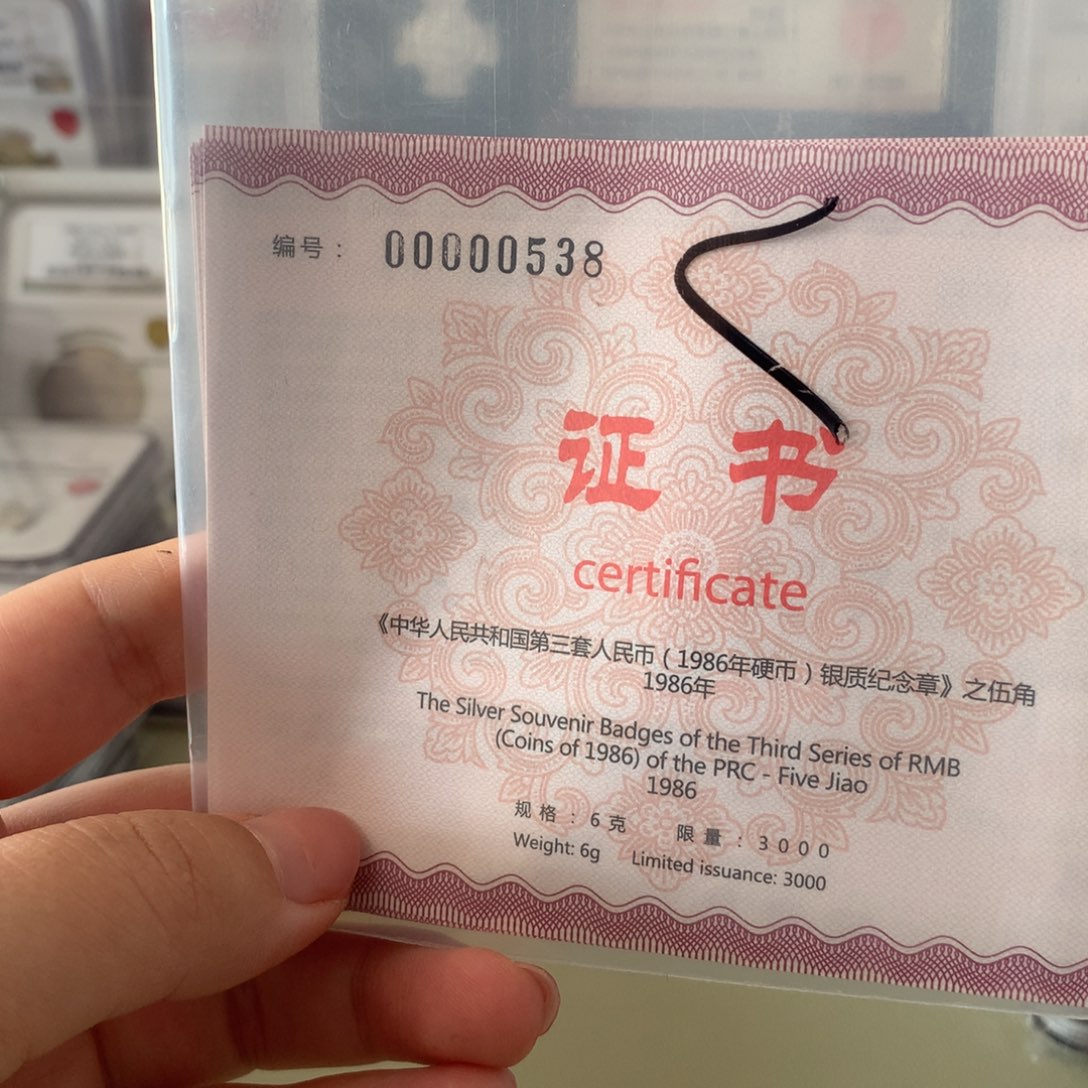 编号： 00000538
证书
certificate
《中华人民共和国第三套人民币（1986年硬币）银质纪念章》之伍角
1986年
The Silver Souvenir Badges of the Third Series of RMB
(Coins of 1986) of the PRC - Five Jiao
1986
规格：6克 限量：3000
Weight: 6g Limited issuance: 3000